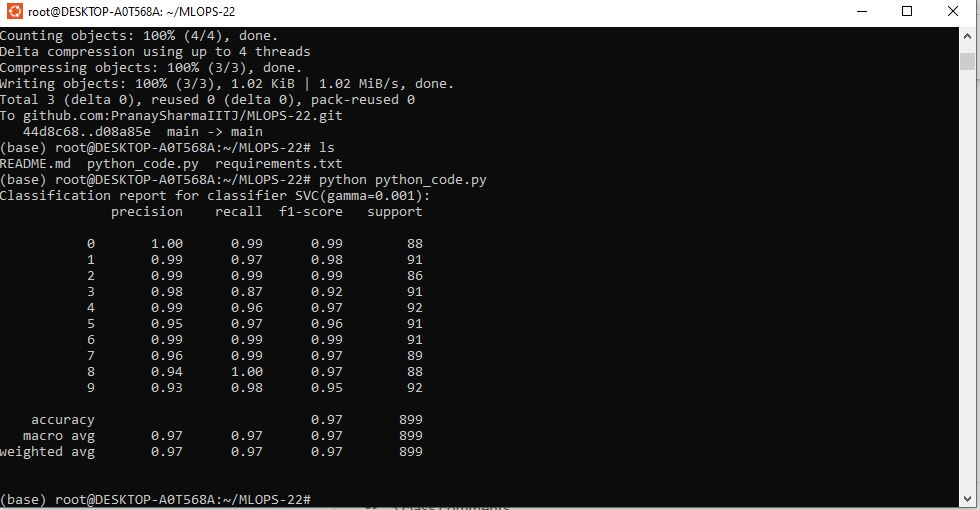 root@DESKTOP-A0T568A: ~/MLOPS-22
Counting objects: 100% (4/4), done.
Delta compression using up to 4 threads
Compressing objects: 100% (3/3), done.
Writing objects: 100% (3/3), 1.02 KiB | 1.02 MiB/s, done.
Total 3 (delta 0), reused 0 (delta 0), pack-reused 0
To github.com:PranaySharmaIITJ/MLOPS-22.git
   44d8c68..d08a85e  main -> main
(base) root@DESKTOP-A0T568A:~/MLOPS-22# ls
README.md  python_code.py  requirements.txt
(base) root@DESKTOP-A0T568A:~/MLOPS-22# python python_code.py
Classification report for classifier SVC(gamma=0.001):
              precision    recall  f1-score   support
           0       1.00      0.99      0.99        88
           1       0.99      0.97      0.98        91
           2       0.99      0.99      0.99        86
           3       0.98      0.87      0.92        91
           4       0.99      0.96      0.97        92
           5       0.95      0.97      0.96        91
           6       0.99      0.99      0.99        91
           7       0.96      0.99      0.97        89
           8       0.94      1.00      0.97        88
           9       0.93      0.98      0.95        92
    accuracy                           0.97       899
   macro avg       0.97      0.97      0.97       899
weighted avg       0.97      0.97      0.97       899
(base) root@DESKTOP-A0T568A:~/MLOPS-22#